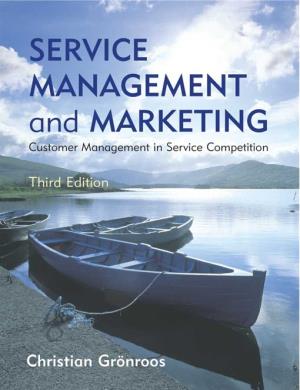 SERVICE
MANAGEMENT
and MARKETING
Customer Management in Service Competition
Third Edition
Christian Grönroos